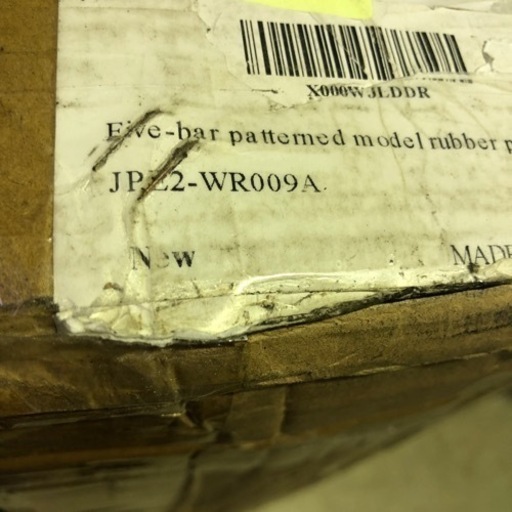 X000WJLDDR
Five-bar patterned model rubber p
JPE2-WR009A
New
MADE